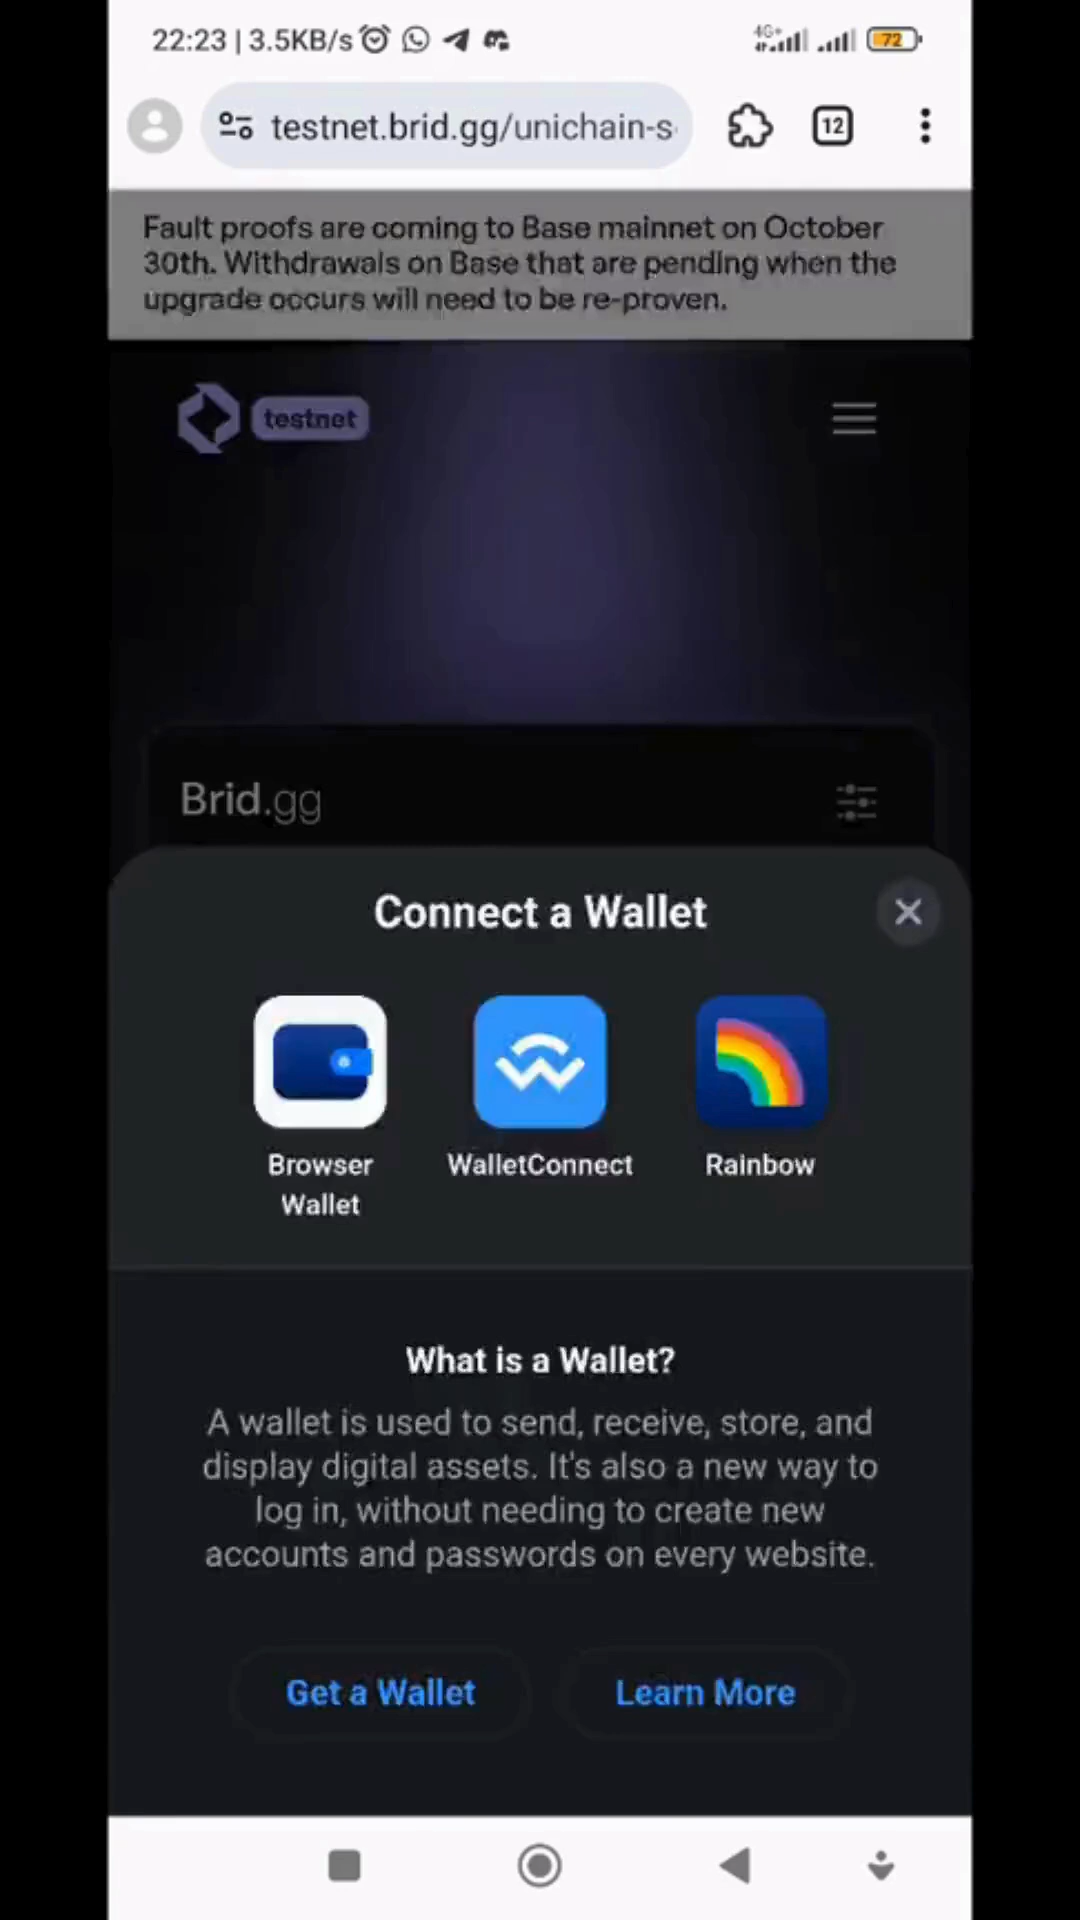 22:23 | 3.5KB/s
4G+
72
testnet.brid.gg/unichain-s
12
Fault proofs are coming to Base mainnet on October
30th. Withdrawals on Base that are pending when the
upgrade occurs will need to be re-proven.
testnet
Brid.gg
Connect a Wallet
Browser
Wallet
WalletConnect
Rainbow
What is a Wallet?
A wallet is used to send, receive, store, and
display digital assets. It's also a new way to
log in, without needing to create new
accounts and passwords on every website.
Get a Wallet
Learn More